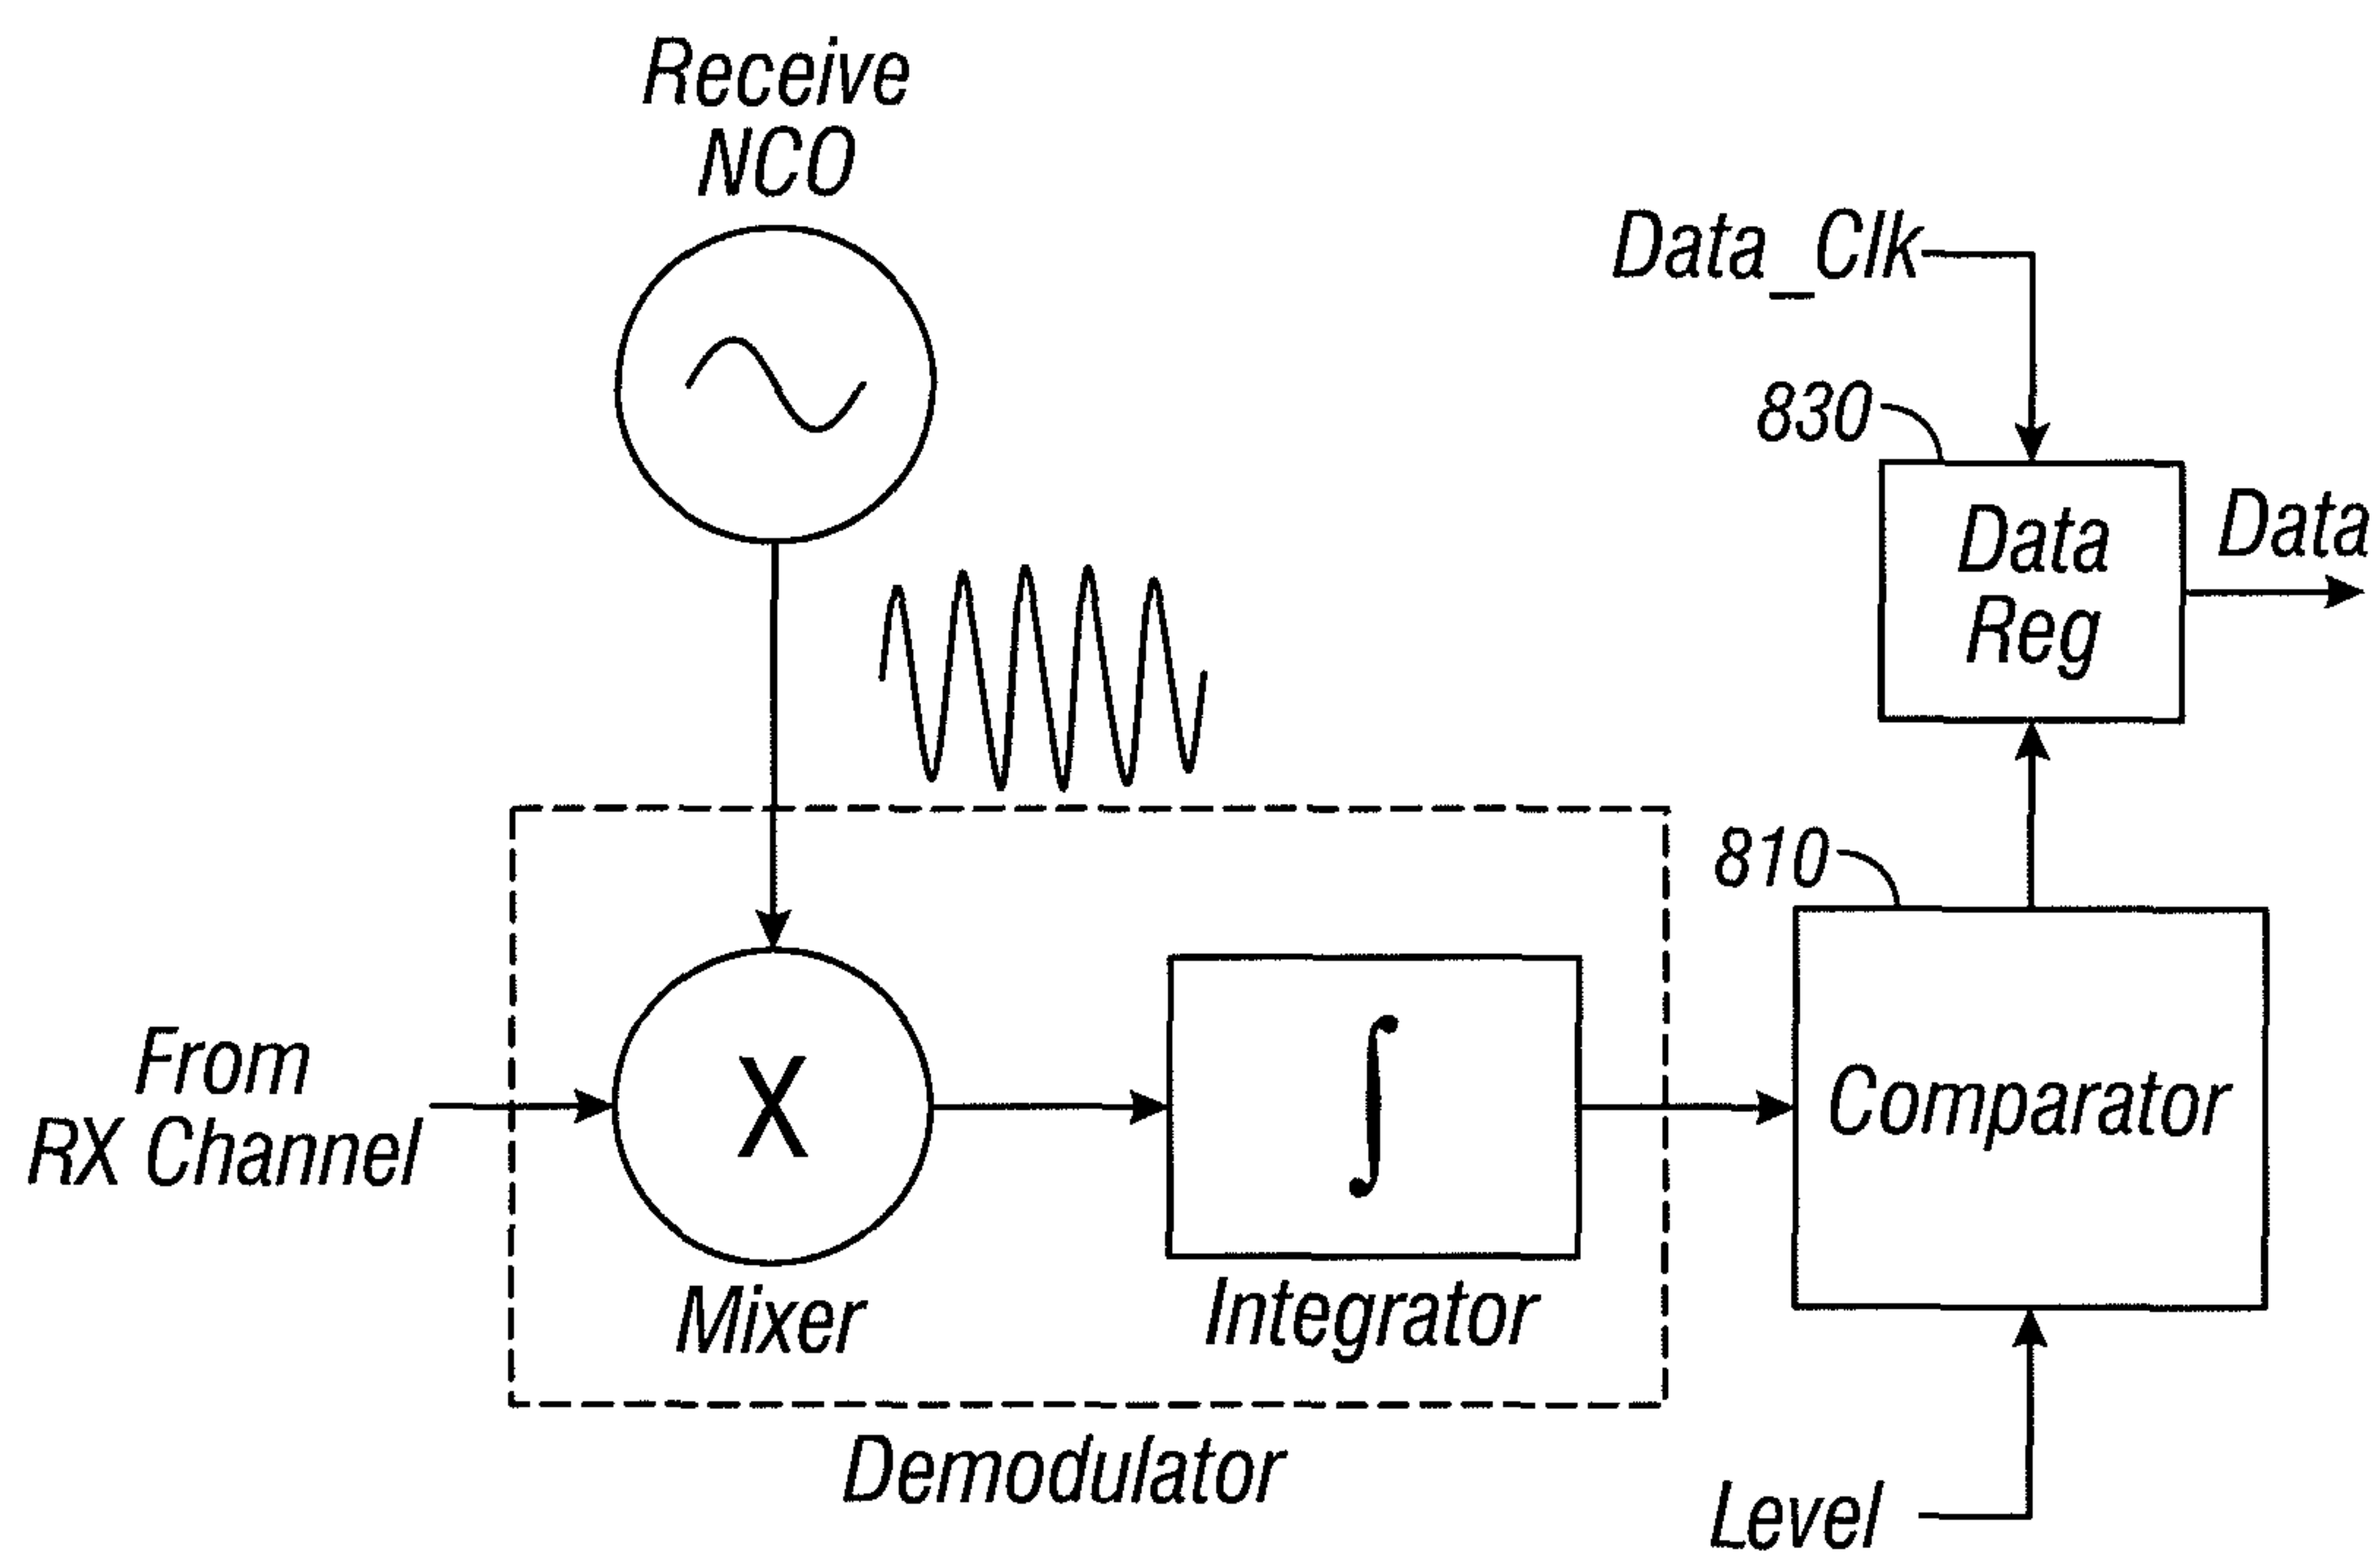 Receive
NCO
Data_Clk
830
Data
Reg
Data
810
From
RX Channel
X
∫
Comparator
Mixer
Integrator
Demodulator
Level